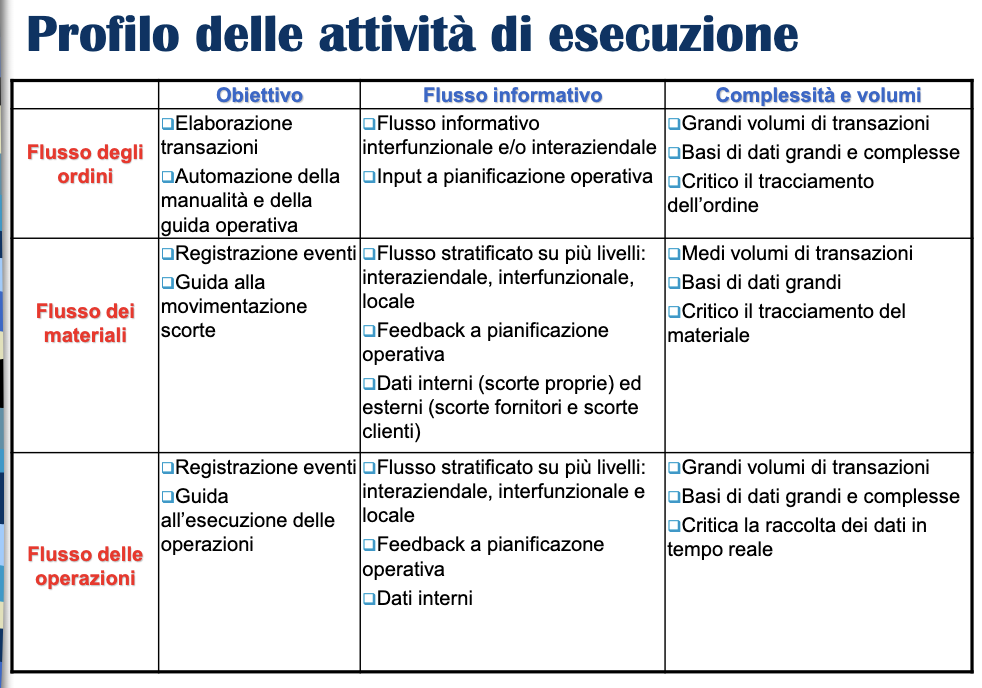 Profilo delle attività di esecuzione
Obiettivo
Flusso informativo
Complessità e volumi
Flusso degli
ordini
❑Elaborazione
transazioni
❑Automazione della
manualità e della
guida operativa
❑Flusso informativo
interfunzionale e/o interaziendale
❑Input a pianificazione operativa
❑Grandi volumi di transazioni
❑Basi di dati grandi e complesse
❑Critico il tracciamento
dell'ordine
Flusso dei
materiali
❑Registrazione eventi
❑Guida alla
movimentazione
scorte
❑Flusso stratificato su più livelli:
interaziendale, interfunzionale,
locale
❑Feedback a pianificazione
operativa
❑Dati interni (scorte proprie) ed
esterni (scorte fornitori e scorte
clienti)
❑Medi volumi di transazioni
❑Basi di dati grandi
❑Critico il tracciamento del
materiale
Flusso delle
operazioni
❑Registrazione eventi
❑Guida
all'esecuzione delle
operazioni
❑Flusso stratificato su più livelli:
interaziendale, interfunzionale e
locale
❑Feedback a pianificazone
operativa
❑Dati interni
❑Grandi volumi di transazioni
❑Basi di dati grandi e complesse
❑Critica la raccolta dei dati in
tempo reale